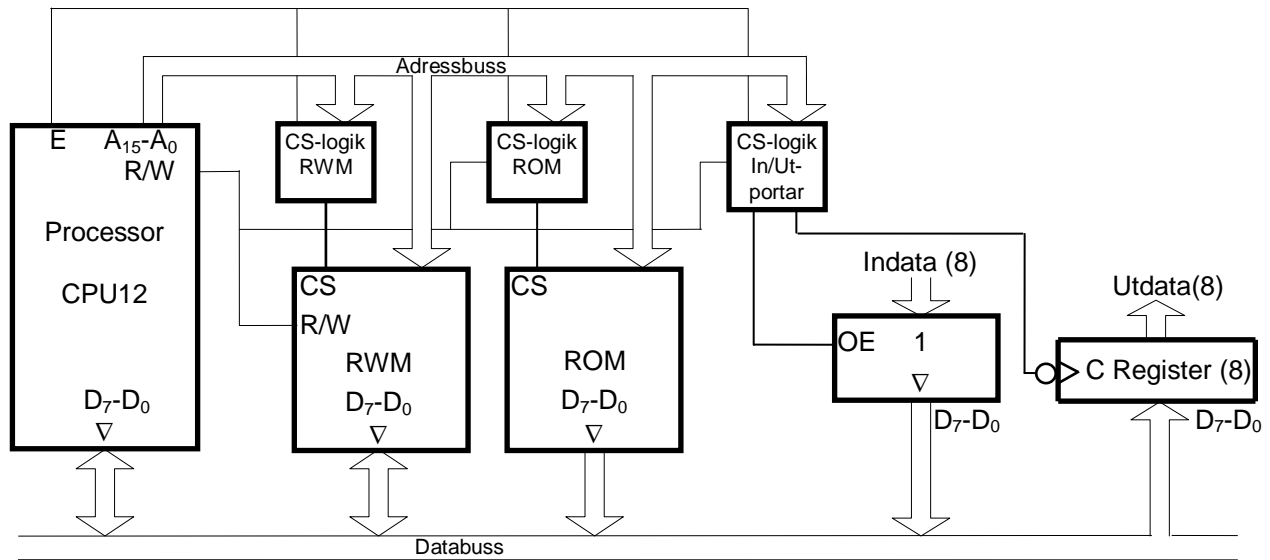 Adressbuss
E
A₁₅-A₀
R/W
Processor
CPU12
D₇-D₀
∇
CS-logik
RWM
CS-logik
ROM
CS-logik
In/Ut-
portar
CS
R/W
RWM
D₇-D₀
∇
CS
ROM
D₇-D₀
∇
Indata (8)
OE 1
∇
D₇-D₀
Utdata(8)
C Register (8)
D₇-D₀
Databuss